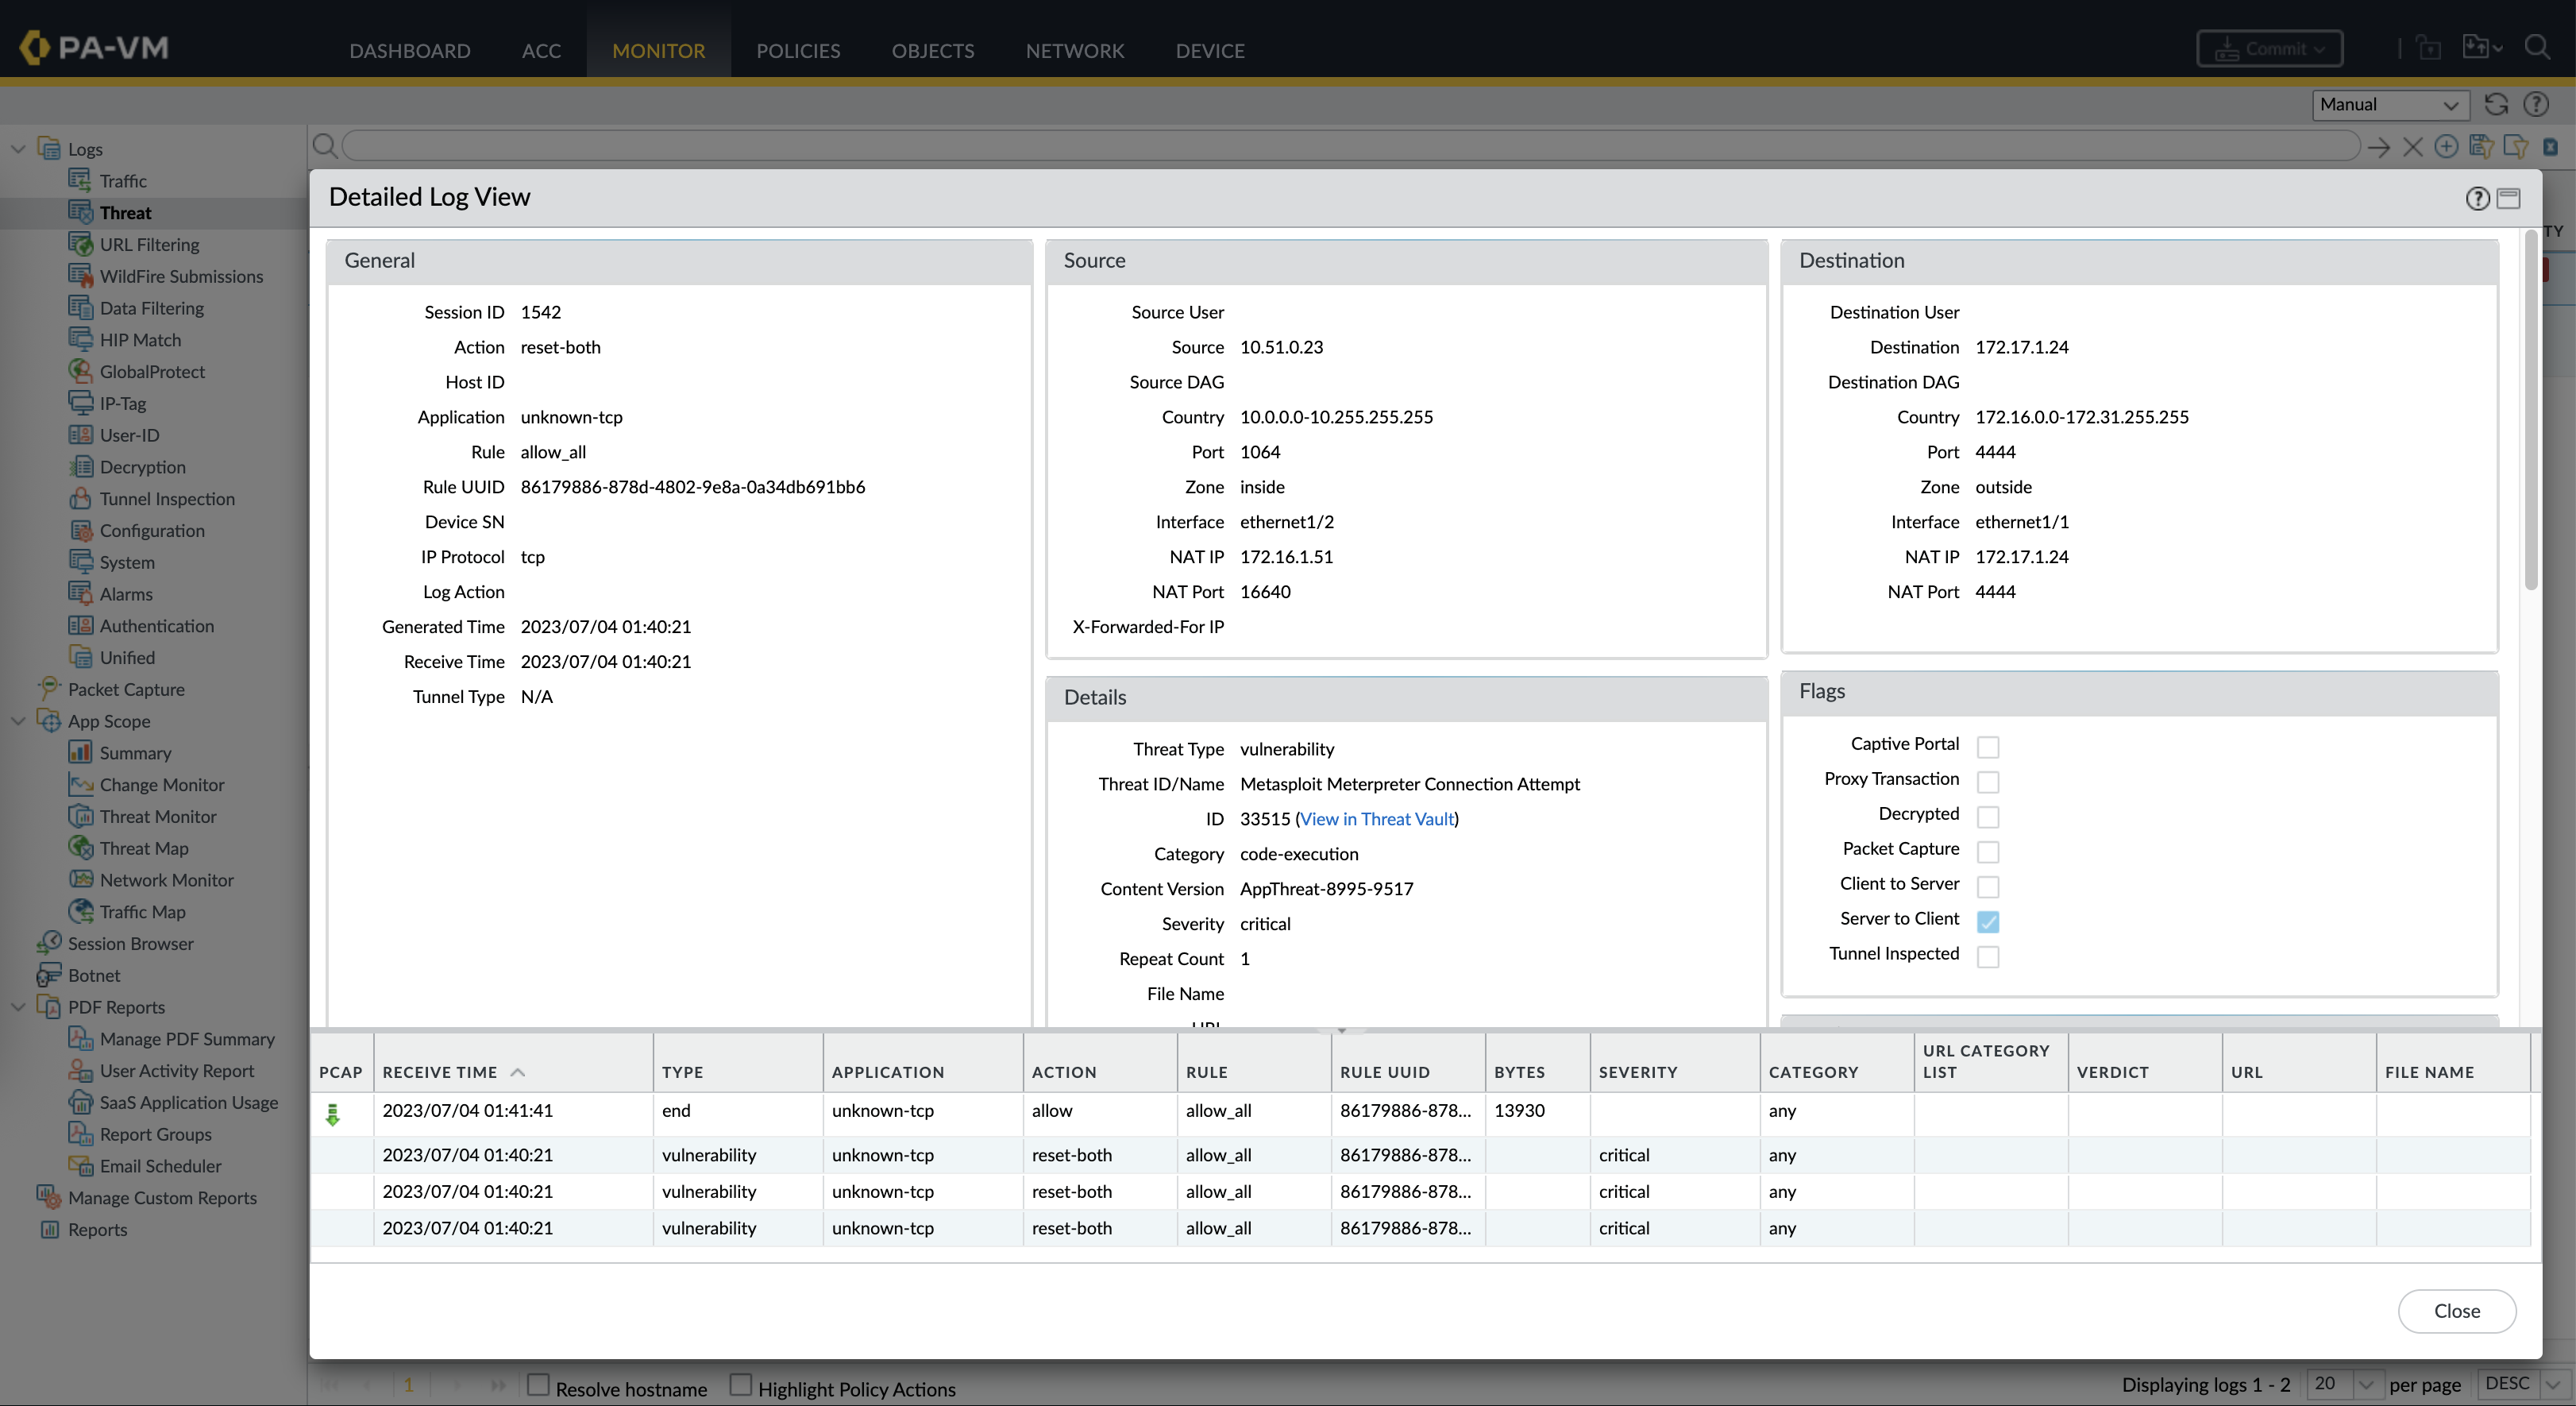 PA-VM
DASHBOARD ACC MONITOR POLICIES OBJECTS NETWORK DEVICE
Commit
Manual
Logs
Traffic
Threat
URL Filtering
WildFire Submissions
Data Filtering
HIP Match
GlobalProtect
IP-Tag
User-ID
Decryption
Tunnel Inspection
Configuration
System
Alarms
Authentication
Unified
Packet Capture
App Scope
Summary
Change Monitor
Threat Monitor
Threat Map
Network Monitor
Traffic Map
Session Browser
Botnet
PDF Reports
Manage PDF Summary
User Activity Report
SaaS Application Usage
Report Groups
Email Scheduler
Manage Custom Reports
Reports
TY
Detailed Log View
General
Session ID 1542
Action reset-both
Host ID
Application unknown-tcp
Rule allow_all
Rule UUID 86179886-878d-4802-9e8a-0a34db691bb6
Device SN
IP Protocol tcp
Log Action
Generated Time 2023/07/04 01:40:21
Receive Time 2023/07/04 01:40:21
Tunnel Type N/A
Source
Source User
Source 10.51.0.23
Source DAG
Country 10.0.0.0-10.255.255.255
Port 1064
Zone inside
Interface ethernet1/2
NAT IP 172.16.1.51
NAT Port 16640
X-Forwarded-For IP
Details
Threat Type vulnerability
Threat ID/Name Metasploit Meterpreter Connection Attempt
ID 33515 (View in Threat Vault)
Category code-execution
Content Version AppThreat-8995-9517
Severity critical
Repeat Count 1
File Name
URL
Destination
Destination User
Destination 172.17.1.24
Destination DAG
Country 172.16.0.0-172.31.255.255
Port 4444
Zone outside
Interface ethernet1/1
NAT IP 172.17.1.24
NAT Port 4444
Flags
Captive Portal
Proxy Transaction
Decrypted
Packet Capture
Client to Server
Server to Client
Tunnel Inspected
PCAP RECEIVE TIME TYPE APPLICATION ACTION RULE RULE UUID BYTES SEVERITY CATEGORY URL CATEGORY LIST VERDICT URL FILE NAME
2023/07/04 01:41:41 end unknown-tcp allow allow_all 86179886-878... 13930 any
2023/07/04 01:40:21 vulnerability unknown-tcp reset-both allow_all 86179886-878... critical any
2023/07/04 01:40:21 vulnerability unknown-tcp reset-both allow_all 86179886-878... critical any
2023/07/04 01:40:21 vulnerability unknown-tcp reset-both allow_all 86179886-878... critical any
Close
1 Resolve hostname Highlight Policy Actions Displaying logs 1 - 2 20 per page DESC